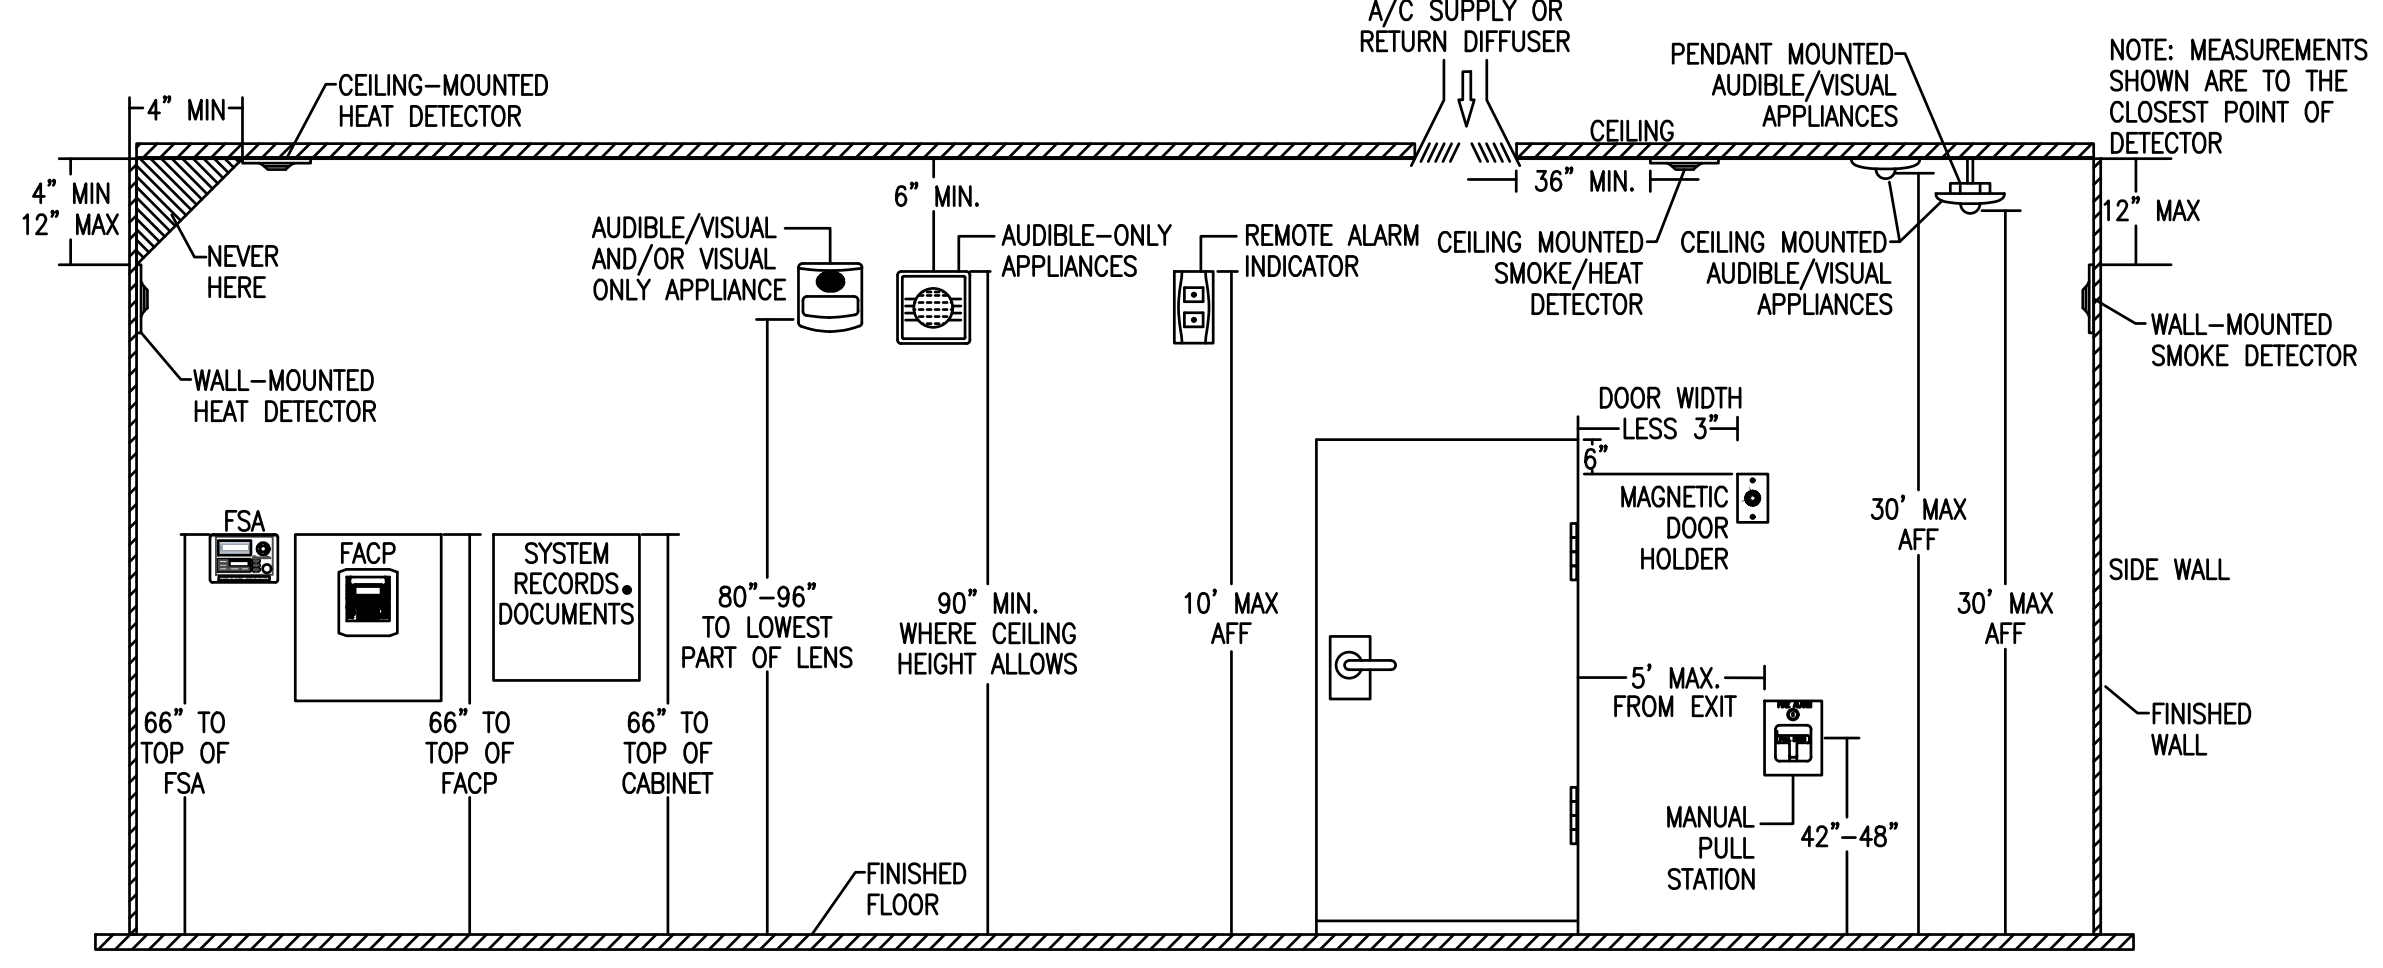 A/C SUPPLY OR
RETURN DIFFUSER
PENDANT MOUNTED
AUDIBLE/VISUAL
APPLIANCES
NOTE: MEASUREMENTS
SHOWN ARE TO THE
CLOSEST POINT OF
DETECTOR
CEILING-MOUNTED
HEAT DETECTOR
4" MIN
CEILING
4" MIN
12" MAX
NEVER
HERE
AUDIBLE/VISUAL
AND/OR VISUAL
ONLY APPLIANCE
6" MIN.
AUDIBLE-ONLY
APPLIANCES
REMOTE ALARM
INDICATOR
36" MIN.
CEILING MOUNTED
SMOKE/HEAT
DETECTOR
CEILING MOUNTED
AUDIBLE/VISUAL
APPLIANCES
12" MAX
WALL-MOUNTED
SMOKE DETECTOR
WALL-MOUNTED
HEAT DETECTOR
DOOR WIDTH
LESS 3"
6"
MAGNETIC
DOOR
HOLDER
30' MAX
AFF
FSA
FACP
SYSTEM
RECORDS
DOCUMENTS
80"-96"
TO LOWEST
PART OF LENS
90" MIN.
WHERE CEILING
HEIGHT ALLOWS
10' MAX
AFF
30' MAX
AFF
SIDE WALL
66" TO
TOP OF
FSA
66" TO
TOP OF
FACP
66" TO
TOP OF
CABINET
5' MAX.
FROM EXIT
FINISHED
WALL
MANUAL
PULL
STATION
42"-48"
FINISHED
FLOOR